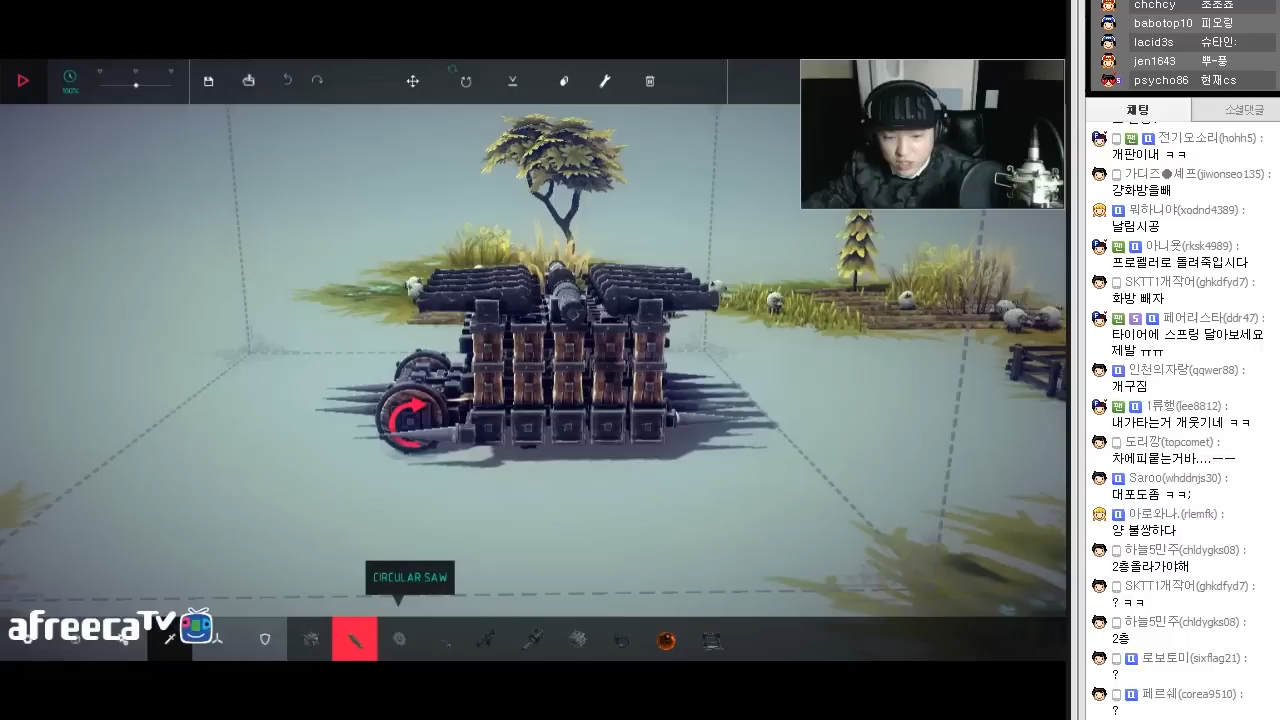 chchcy 조조죠
babotop10 피오링
lacid3s 슈타인:
jen1643 뿌-풍
psycho86 현재cs
채팅 소셜댓글
전기오소리(hohh5) :
개판이내 ㅋㅋ
가디즈●셰프(jiwonseo135) :
걍화방을빼
뭐하니야(xodnd4389) :
날림시공
아니욧(rksk4989) :
프로펠러로 돌려죽입시다
SKTT1개작어(ghkdfyd7) :
화방 빼자
페어리스타(ddr47) :
타이어에 스프링 달아보세요
제발 ㅠㅠ
인천의자랑(qqwer88) :
개구짐
1류행(lee8812) :
내가타는거 개웃기네 ㅋㅋ
도리깡(topcomet) :
차에피뭍는거바....ㅡㅡ
Saroo(whddnjs30) :
대포도좀 ㅋㅋ;
아로와나.(rlemfk) :
양 불쌍하다
하늘5민주(chldygks08) :
2층올라가야해
SKTT1개작어(ghkdfyd7) :
? ㅋㅋ
하늘5민주(chldygks08) :
2층
로보토미(sixflag21) :
?
페르쉐(corea9510) :
?
100%
CIRCULAR SAW
afreecaTV